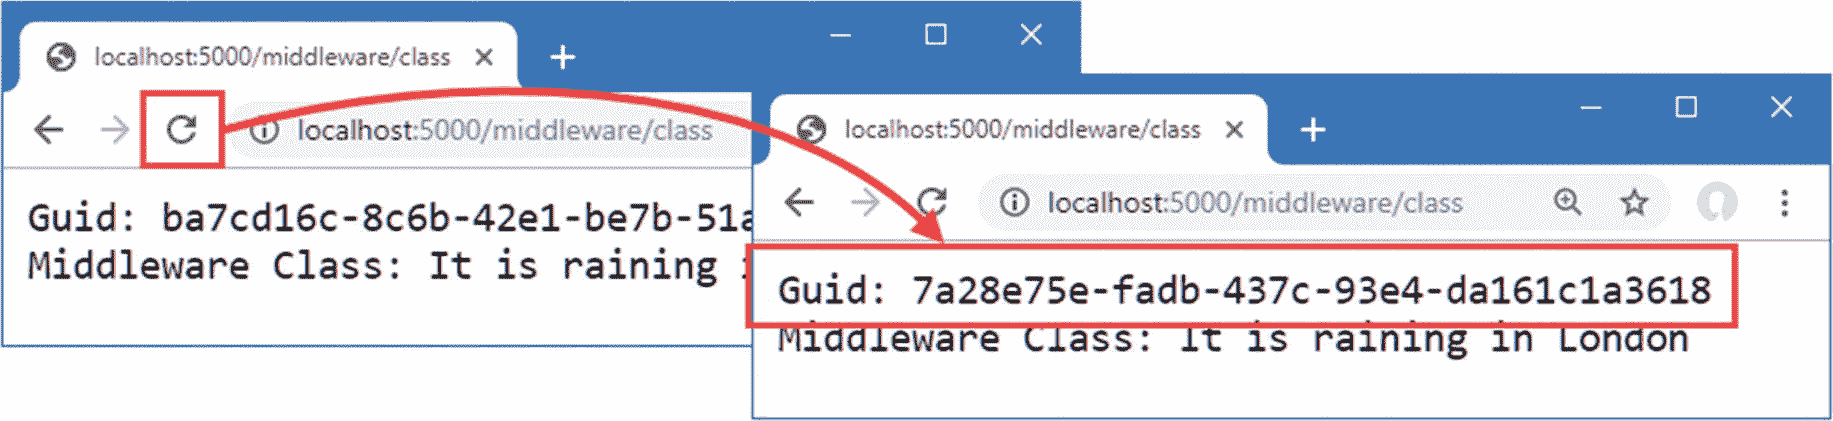 localhost:5000/middleware/class
localhost:5000/middleware/class
Guid: ba7cd16c-8c6b-42e1-be7b-51a
Middleware Class: It is raining
localhost:5000/middleware/class
localhost:5000/middleware/class
Guid: 7a28e75e-fadb-437c-93e4-da161c1a3618
Middleware Class: It is raining in London